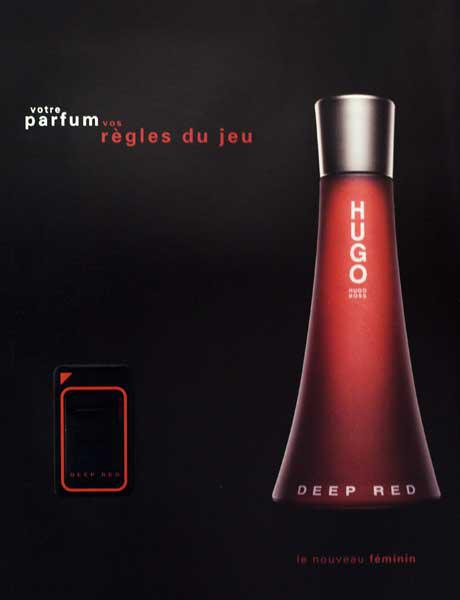 votre
parfum vos
règles du jeu
HUGO
HUGO
BOSS
DEEP RED
DEEP RED
le nouveau féminin